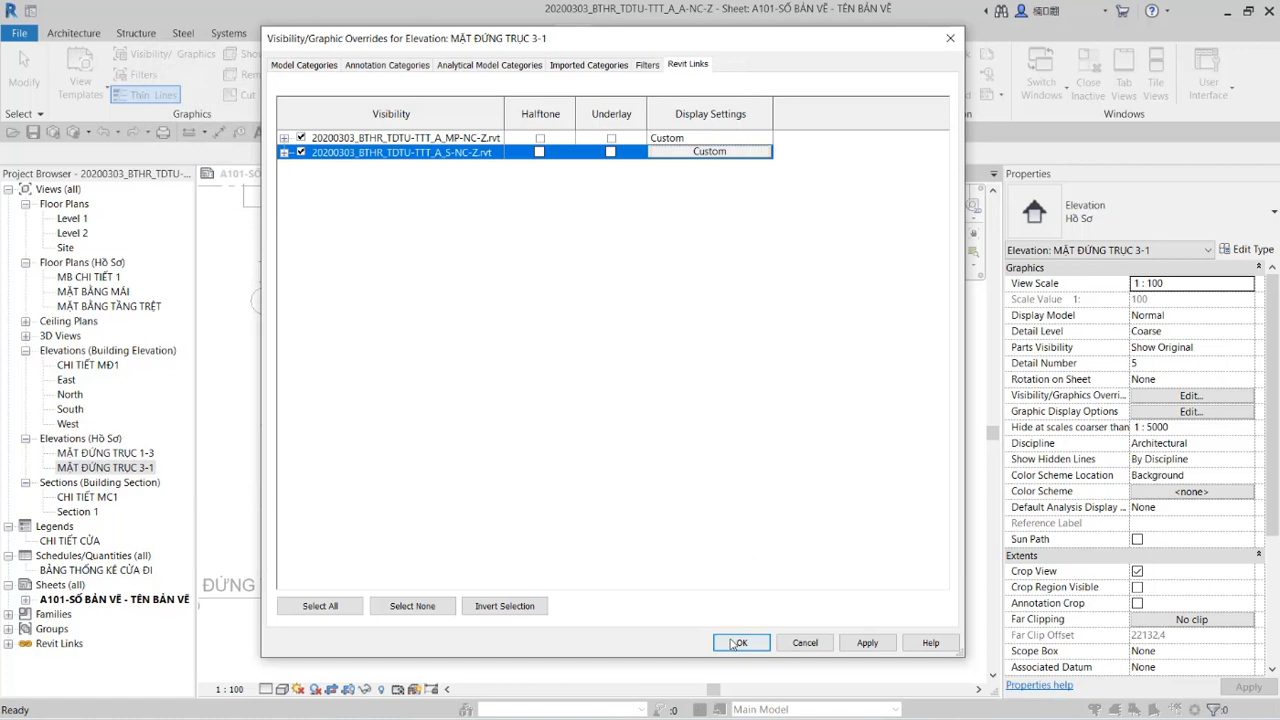 20200303_BTHR_TDTU-TTT_A_A-NC-Z - Sheet: A101-SỐ BẢN VẼ - TÊN BẢN VẼ
File
Architecture
Structure
Steel
Systems
Modify
View
Templates
Visibility/ Graphics
Filters
Thin Lines
Cut
Switch
Windows
Close
Inactive
Tab
Views
Tile
Views
User
Interface
Select
Graphics
Windows
Project Browser - 20200303_BTHR_TDTU-...
Views (all)
Floor Plans
Level 1
Level 2
Site
Floor Plans (Hồ Sơ)
MB CHI TIẾT 1
MẶT BẰNG MÁI
MẶT BẰNG TẦNG TRỆT
Ceiling Plans
3D Views
Elevations (Building Elevation)
CHI TIẾT MĐ1
East
North
South
West
Elevations (Hồ Sơ)
MẶT ĐỨNG TRỤC 1-3
MẶT ĐỨNG TRỤC 3-1
Sections (Building Section)
CHI TIẾT MC1
Section 1
Legends
CHI TIẾT CỬA
Schedules/Quantities (all)
BẢNG THỐNG KÊ CỬA ĐI
Sheets (all)
A101-SỐ BẢN VẼ - TÊN BẢN VẼ
Families
Groups
Revit Links
ĐỨNG
Visibility/Graphic Overrides for Elevation: MẶT ĐỨNG TRỤC 3-1
Model Categories
Annotation Categories
Analytical Model Categories
Imported Categories
Filters
Revit Links
Visibility
Halftone
Underlay
Display Settings
20200303_BTHR_TDTU-TTT_A_MP-NC-Z.rvt
Custom
20200303_BTHR_TDTU-TTT_A_S-NC-Z.rvt
Custom
Select All
Select None
Invert Selection
OK
Cancel
Apply
Help
Properties
Elevation
Hồ Sơ
Elevation: MẶT ĐỨNG TRỤC 3-1
Edit Type
Graphics
View Scale 1 : 100
Scale Value 1: 100
Display Model Normal
Detail Level Coarse
Parts Visibility Show Original
Detail Number 5
Rotation on Sheet None
Visibility/Graphics Overri... Edit...
Graphic Display Options Edit...
Hide at scales coarser than 1 : 5000
Discipline Architectural
Show Hidden Lines By Discipline
Color Scheme Location Background
Color Scheme <none>
Default Analysis Display ... None
Reference Label
Sun Path
Extents
Crop View
Crop Region Visible
Annotation Crop
Far Clipping No clip
Far Clip Offset 22132,4
Scope Box None
Associated Datum None
Properties help
Apply
1 : 100
Ready
:0
Main Model
:0